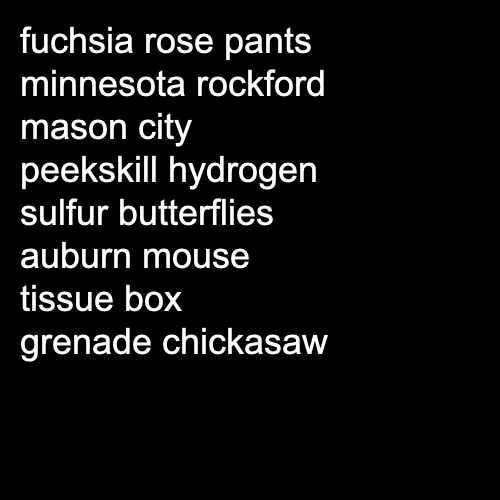 fuchsia rose pants
minnesota rockford
mason city
peekskill hydrogen
sulfur butterflies
auburn mouse
tissue box
grenade chickasaw